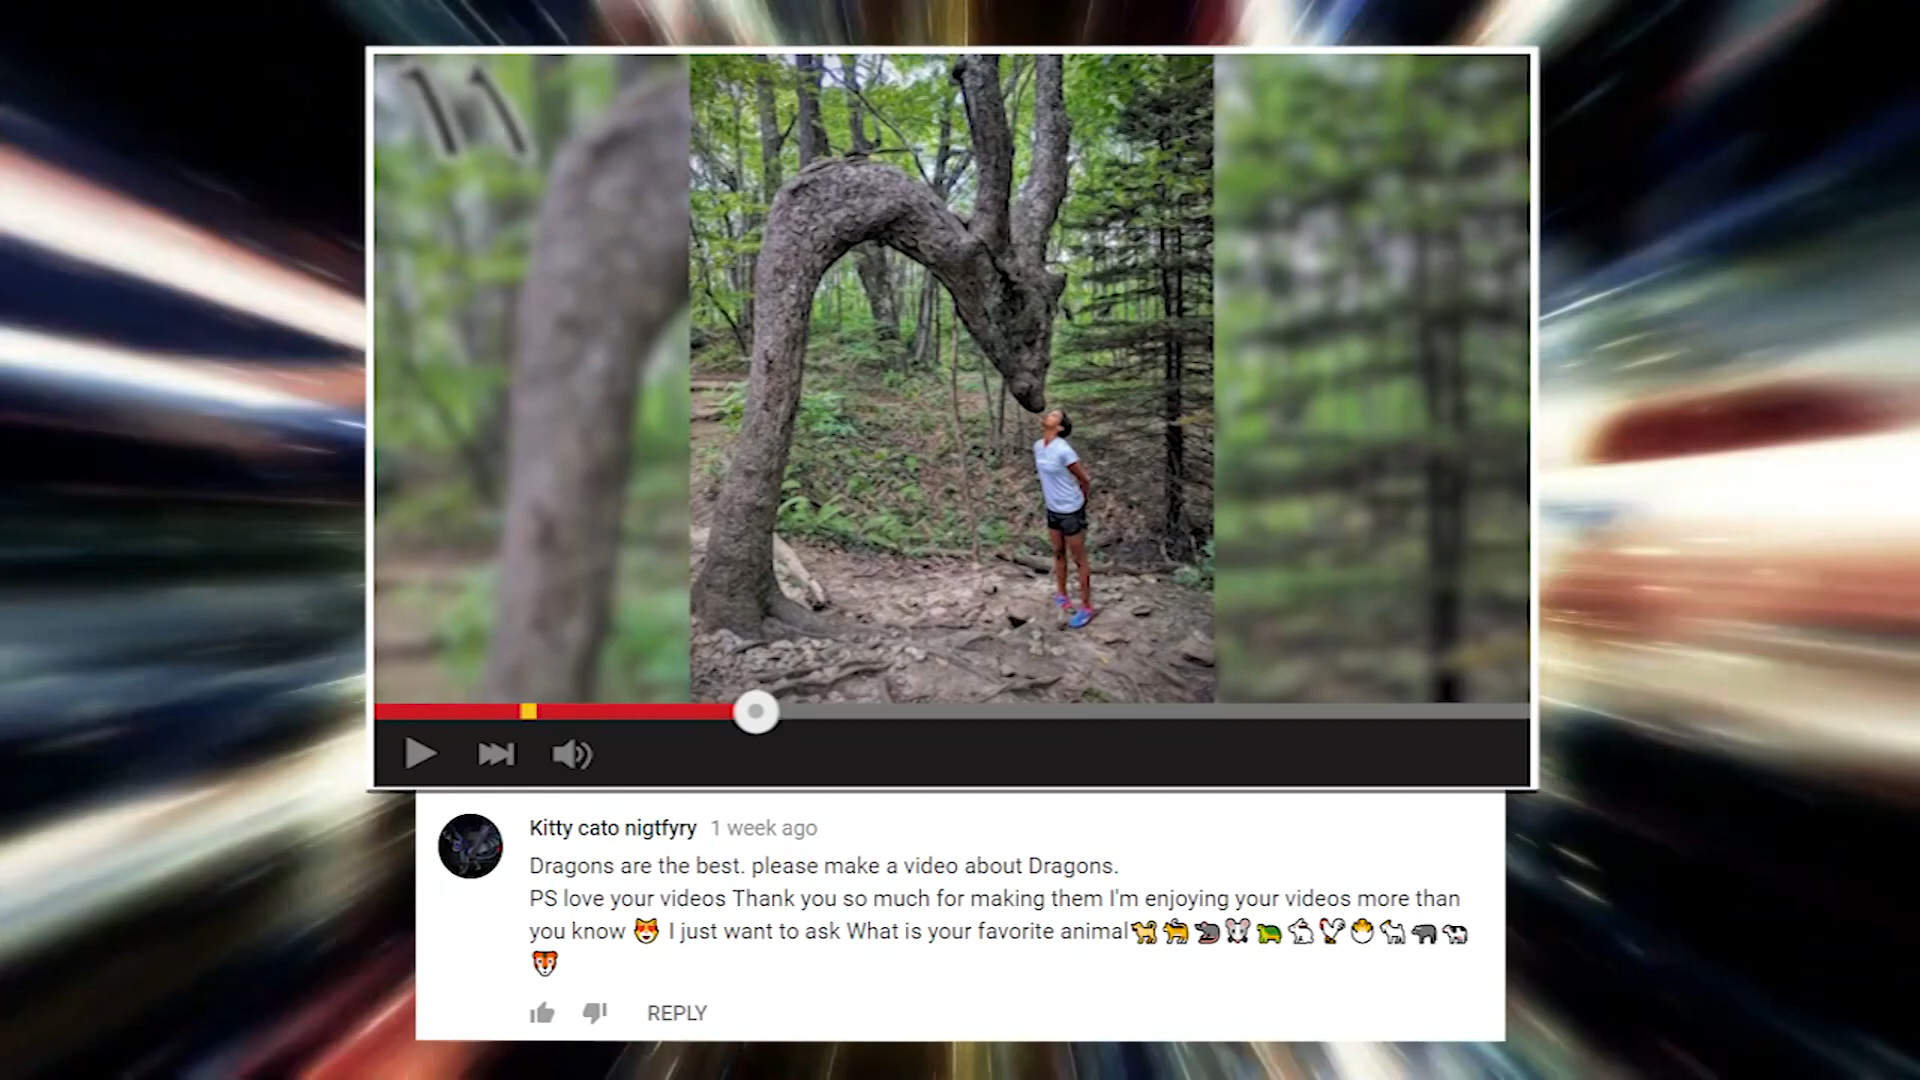 Kitty cato nigtfyry 1 week ago
Dragons are the best. please make a video about Dragons.
PS love your videos Thank you so much for making them I'm enjoying your videos more than
you know 😻 I just want to ask What is your favorite animal🐕🐅🐀🐭🐢🐇🐓🐣🐐🐘🐄
🐯
REPLY